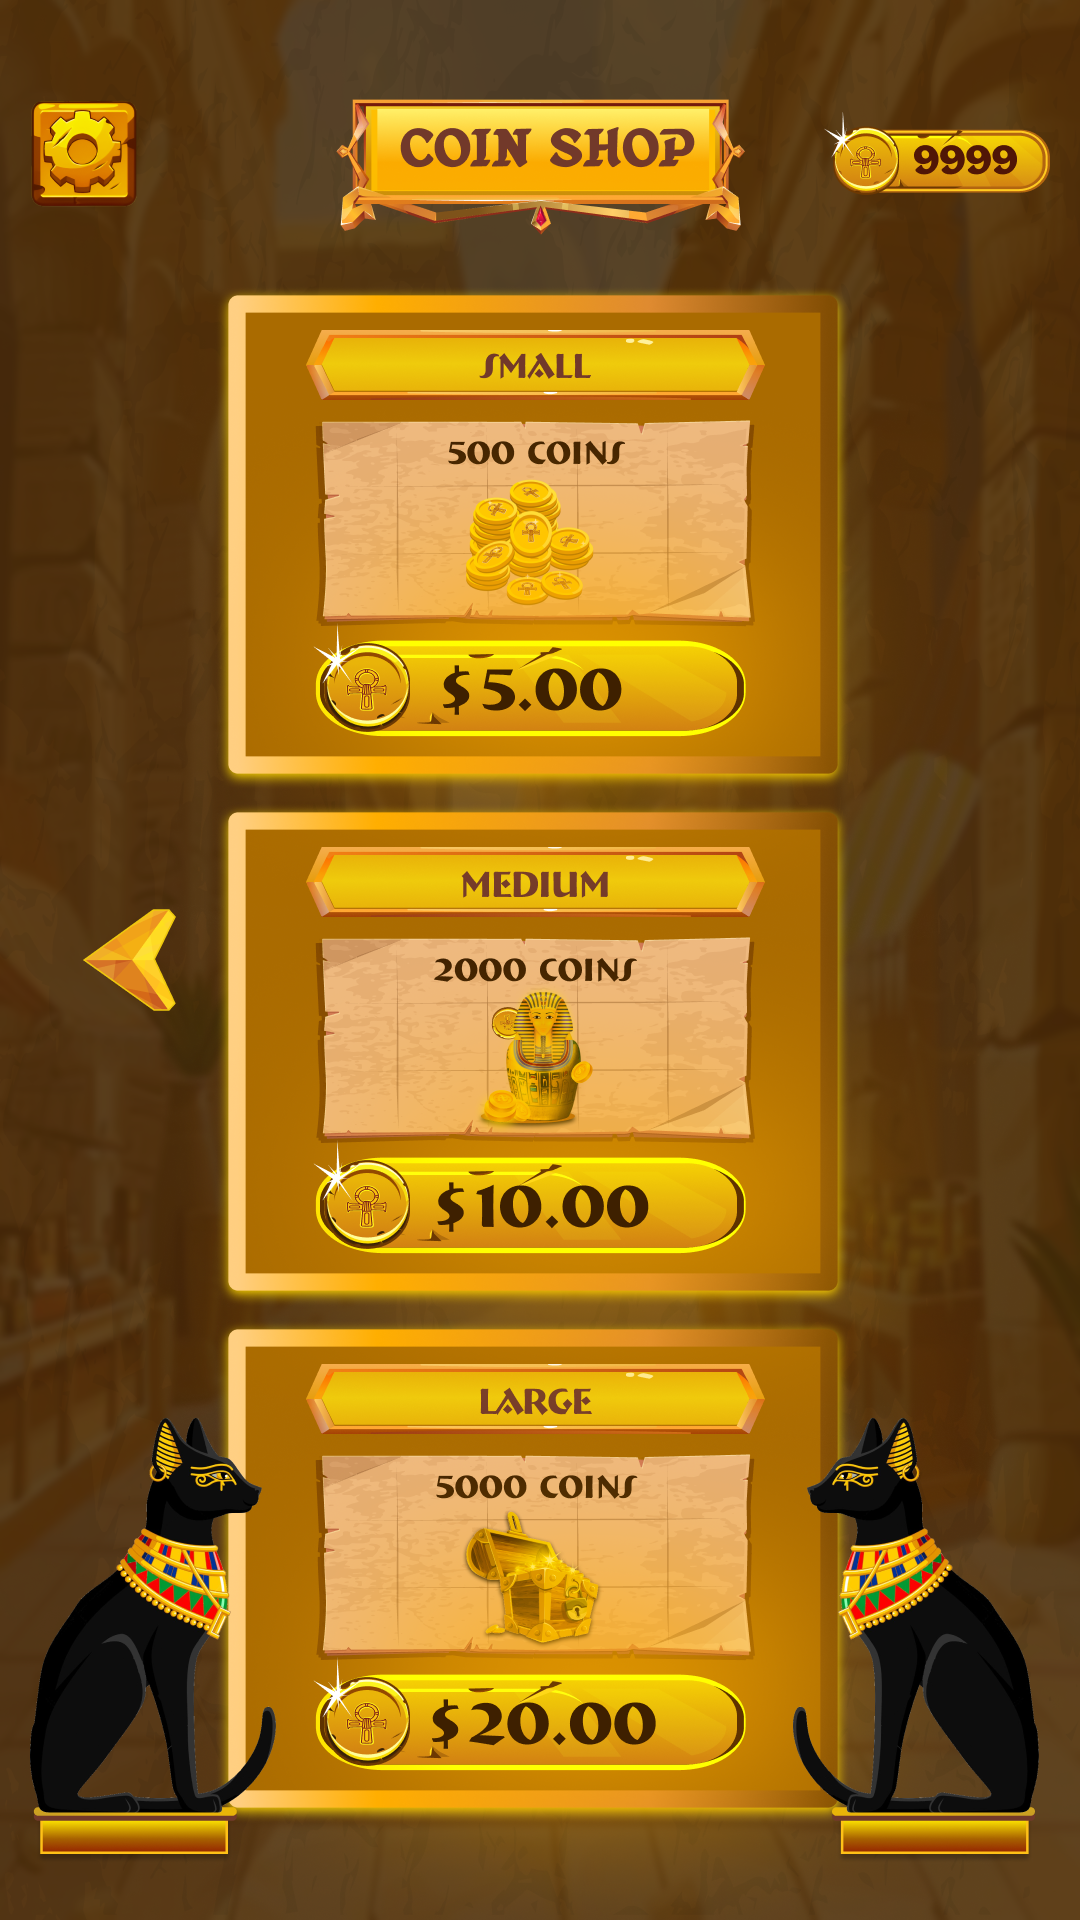 COIN SHOP
9999
SMALL
500 COINS
$5.00
MEDIUM
2000 COINS
$10.00
LARGE
5000 COINS
$20.00